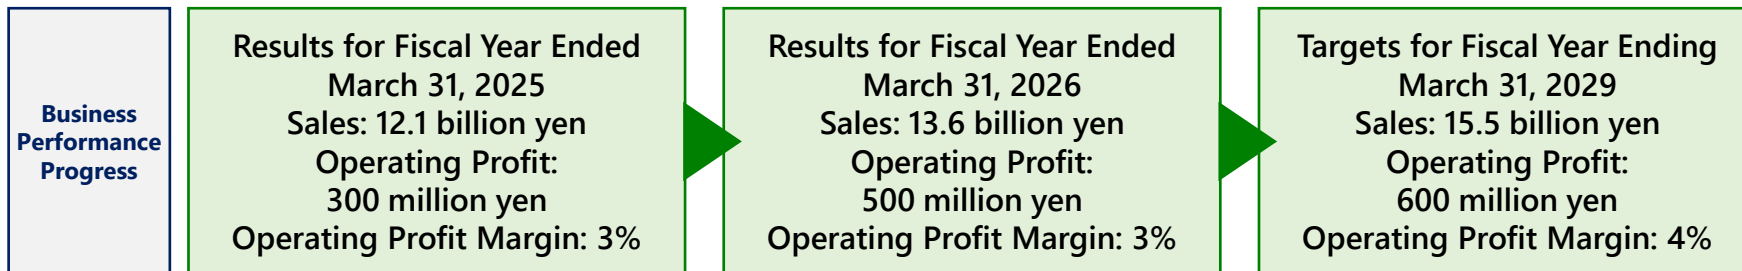 Business
Performance
Progress
Results for Fiscal Year Ended
March 31, 2025
Sales: 12.1 billion yen
Operating Profit:
300 million yen
Operating Profit Margin: 3%
Results for Fiscal Year Ended
March 31, 2026
Sales: 13.6 billion yen
Operating Profit:
500 million yen
Operating Profit Margin: 3%
Targets for Fiscal Year Ending
March 31, 2029
Sales: 15.5 billion yen
Operating Profit:
600 million yen
Operating Profit Margin: 4%